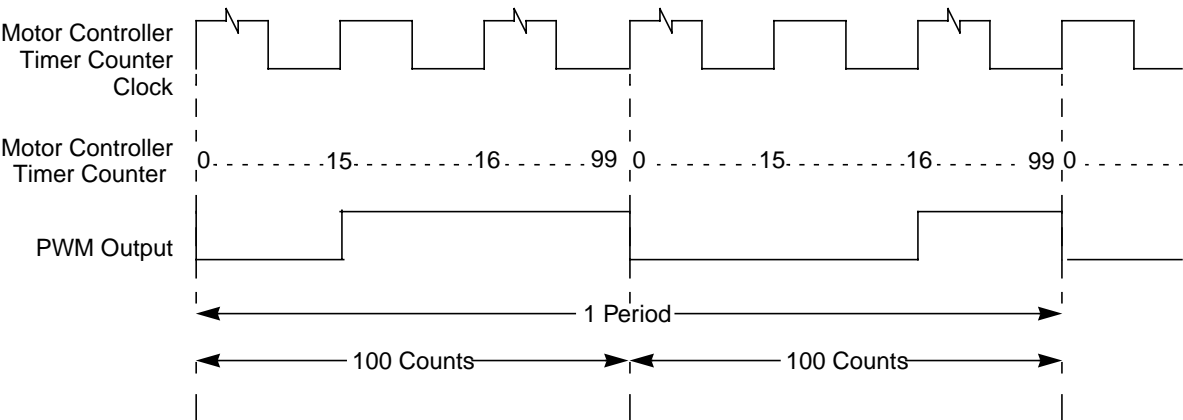 Motor Controller
Timer Counter
Clock
Motor Controller
Timer Counter
0 15 16 99 0 15 16 99 0
PWM Output
1 Period
100 Counts 100 Counts